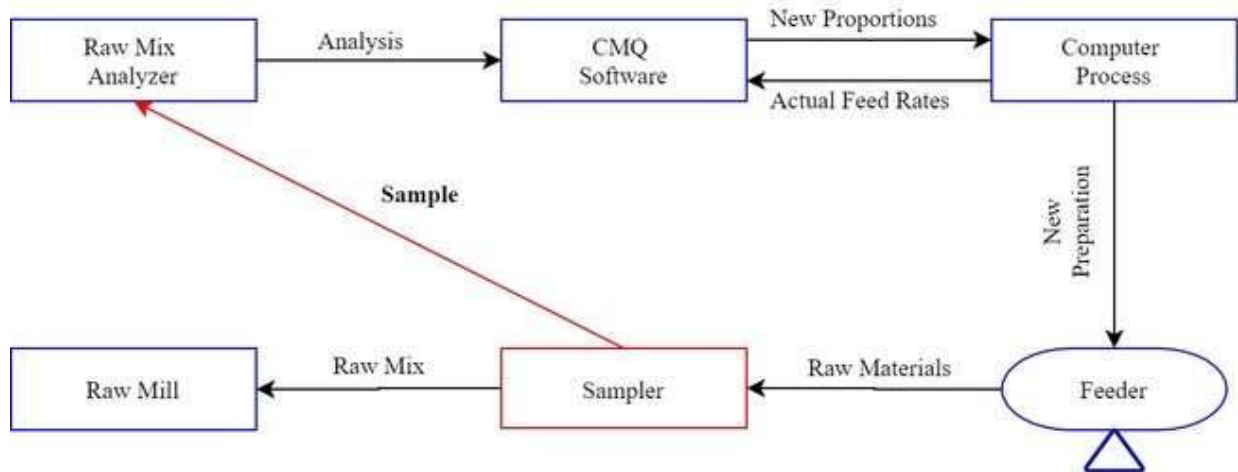 Raw Mix
Analyzer
Analysis
CMQ
Software
New Proportions
Actual Feed Rates
Computer
Process
Sample
New
Preparation
Raw Mill
Raw Mix
Sampler
Raw Materials
Feeder